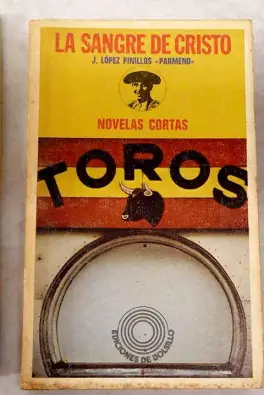 LA SANGRE DE CRISTO
J. LÓPEZ PINILLOS «PARMENO»
NOVELAS CORTAS
TOROS
EDICIONES DE BOLSILLO